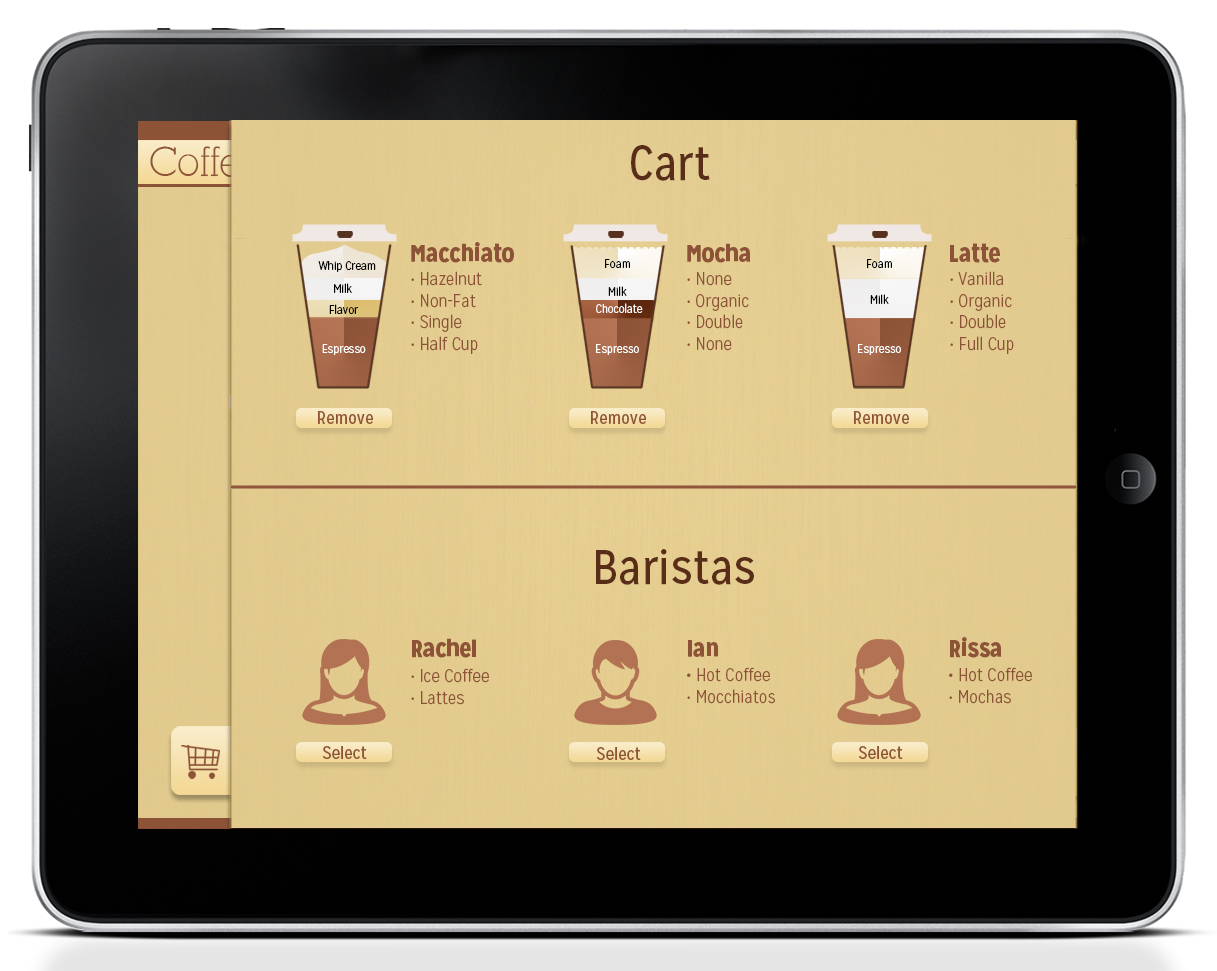 Coffe
Cart
Whip Cream
Milk
Flavor
Espresso
Macchiato
· Hazelnut
· Non-Fat
· Single
· Half Cup
Remove
Foam
Milk
Chocolate
Espresso
Mocha
· None
· Organic
· Double
· None
Remove
Foam
Milk
Espresso
Latte
· Vanilla
· Organic
· Double
· Full Cup
Remove
Baristas
Rachel
· Ice Coffee
· Lattes
Select
Ian
· Hot Coffee
· Mocchiatos
Select
Rissa
· Hot Coffee
· Mochas
Select